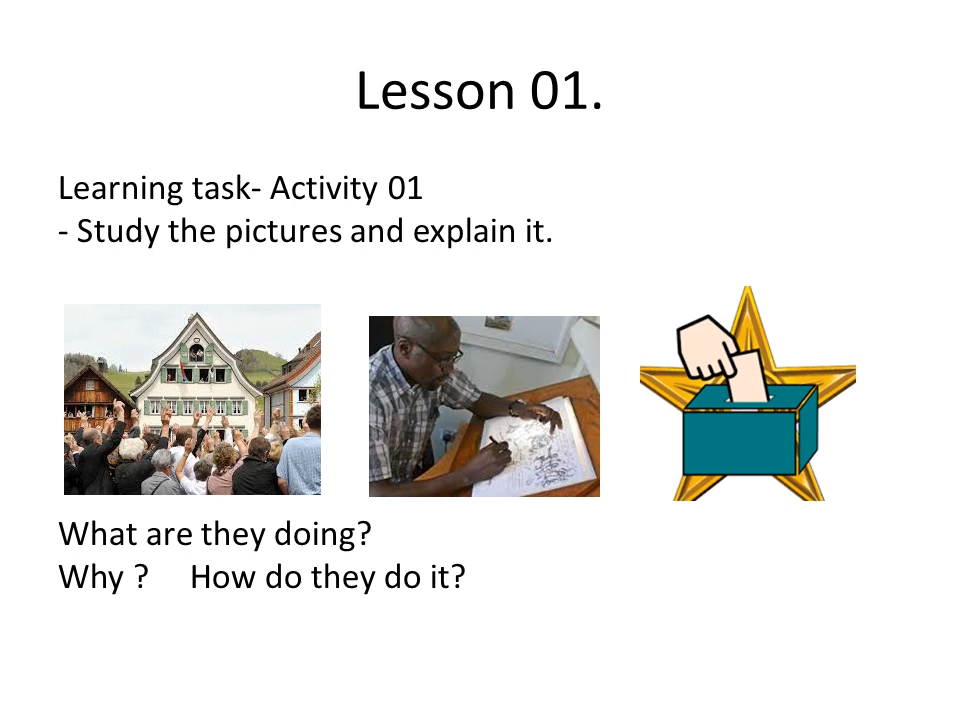 Lesson 01.
Learning task- Activity 01
- Study the pictures and explain it.
What are they doing?
Why ?    How do they do it?